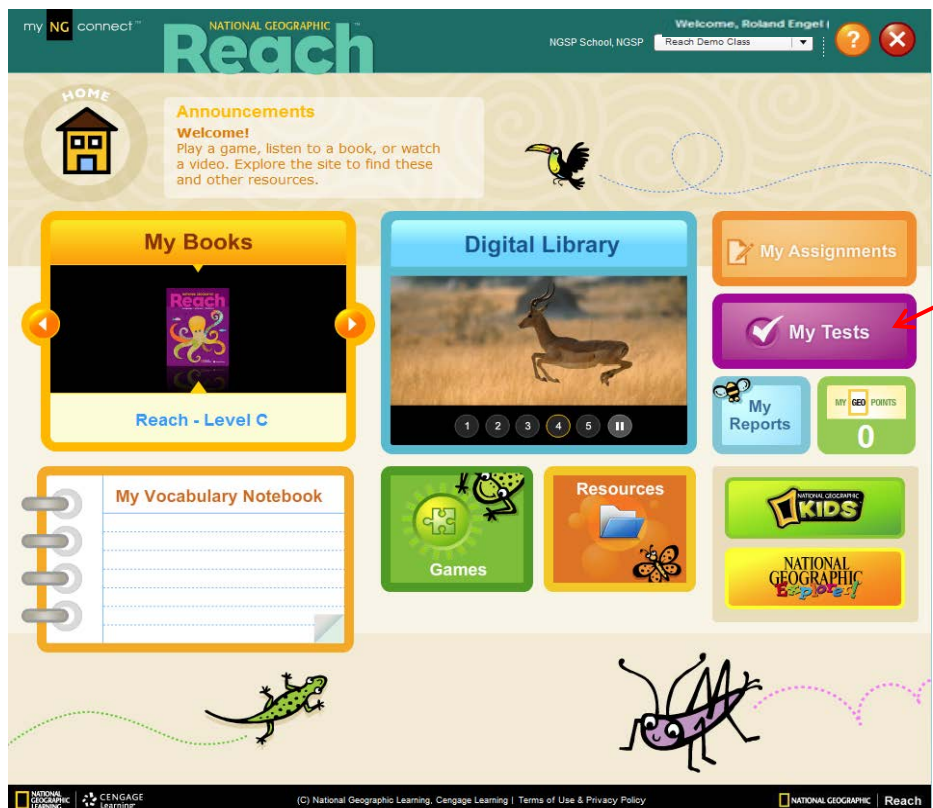 my NG connect™
NATIONAL GEOGRAPHIC
Reach
Welcome, Roland Engel (
NGSP School, NGSP
Reach Demo Class
?
HOME
Announcements
Welcome!
Play a game, listen to a book, or watch
a video. Explore the site to find these
and other resources.
My Books
Reach
Reach - Level C
Digital Library
1 2 3 4 5
My Assignments
My Tests
My
Reports
MY GEO POINTS
0
My Vocabulary Notebook
Games
Resources
NATIONAL GEOGRAPHIC
KIDS
NATIONAL
GEOGRAPHIC
Explorer!
NATIONAL
GEOGRAPHIC
LEARNING
CENGAGE
Learning
(C) National Geographic Learning, Cengage Learning | Terms of Use & Privacy Policy
NATIONAL GEOGRAPHIC Reach